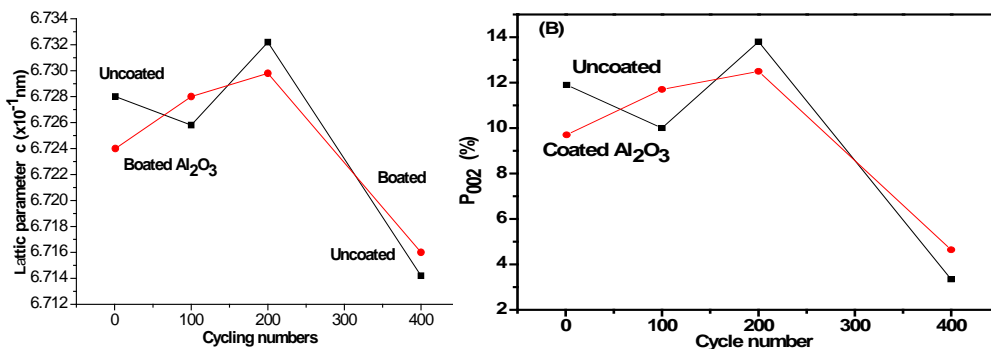 Lattic parameter c (x10⁻¹nm)
6.734
6.732
6.730
6.728
6.726
6.724
6.722
6.720
6.718
6.716
6.714
6.712
Uncoated
Boated Al₂O₃
Boated
Uncoated
0 100 200 300 400
Cycling numbers
(B)
P₀₀₂ (%)
14
12
10
8
6
4
2
Uncoated
Coated Al₂O₃
0 100 200 300 400
Cycle number